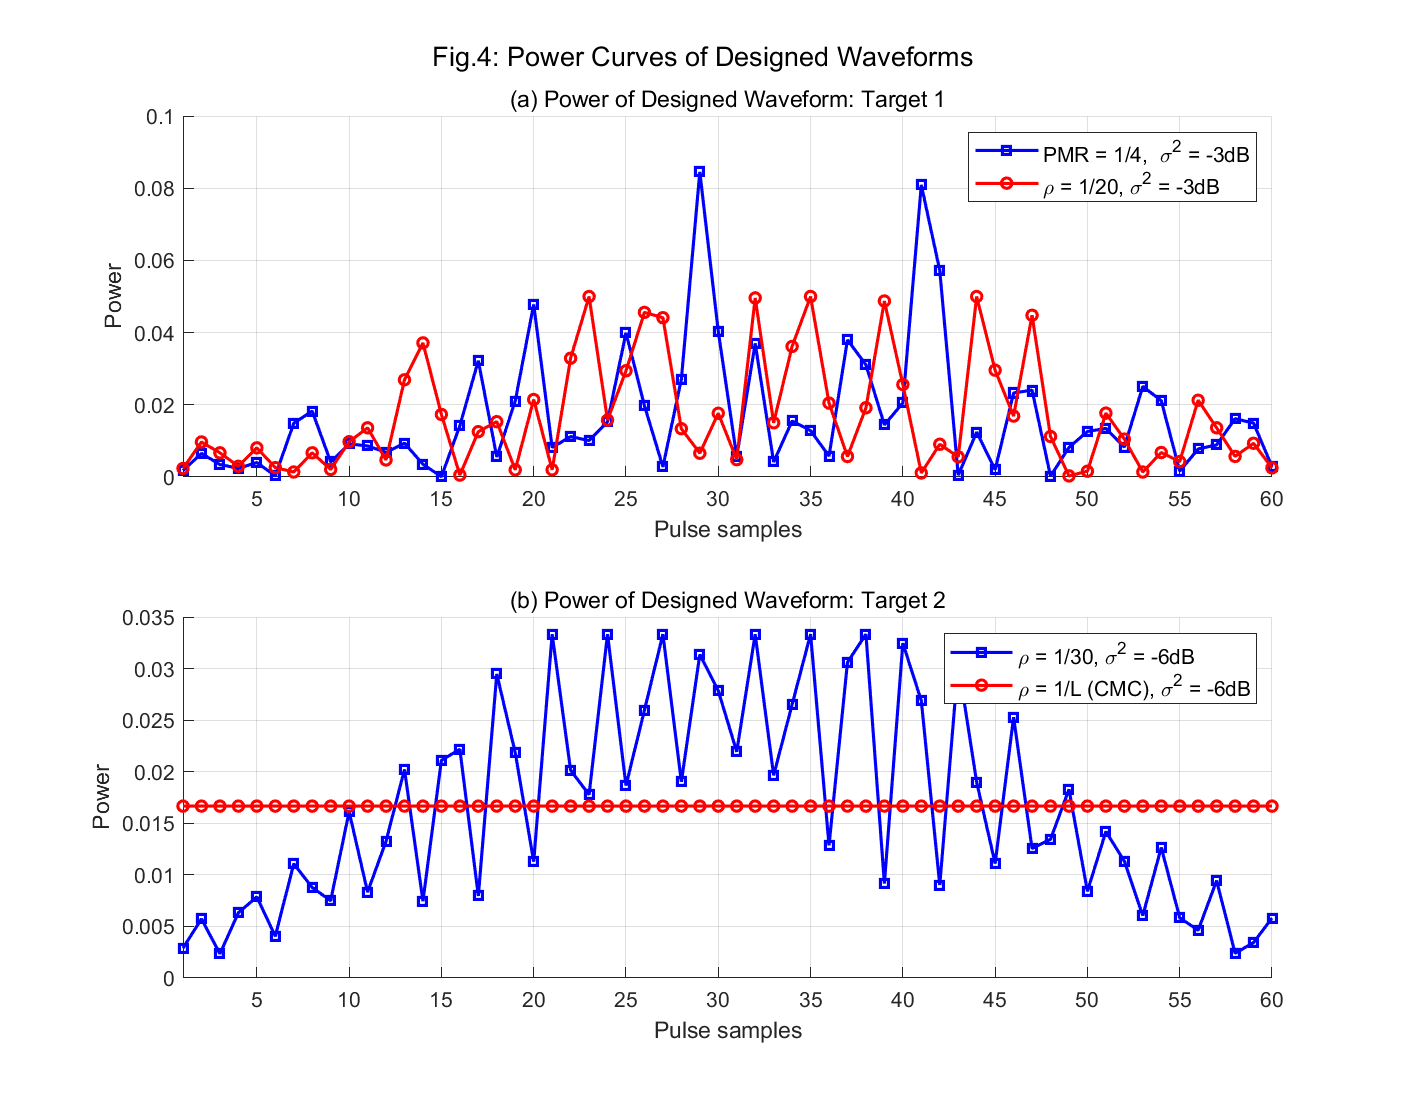 Fig.4: Power Curves of Designed Waveforms
(a) Power of Designed Waveform: Target 1
0.1
0.08
0.06
0.04
0.02
0
Power
PMR = 1/4, σ² = -3dB
ρ = 1/20, σ² = -3dB
5 10 15 20 25 30 35 40 45 50 55 60
Pulse samples
(b) Power of Designed Waveform: Target 2
0.035
0.03
0.025
0.02
0.015
0.01
0.005
0
Power
ρ = 1/30, σ² = -6dB
ρ = 1/L (CMC), σ² = -6dB
5 10 15 20 25 30 35 40 45 50 55 60
Pulse samples